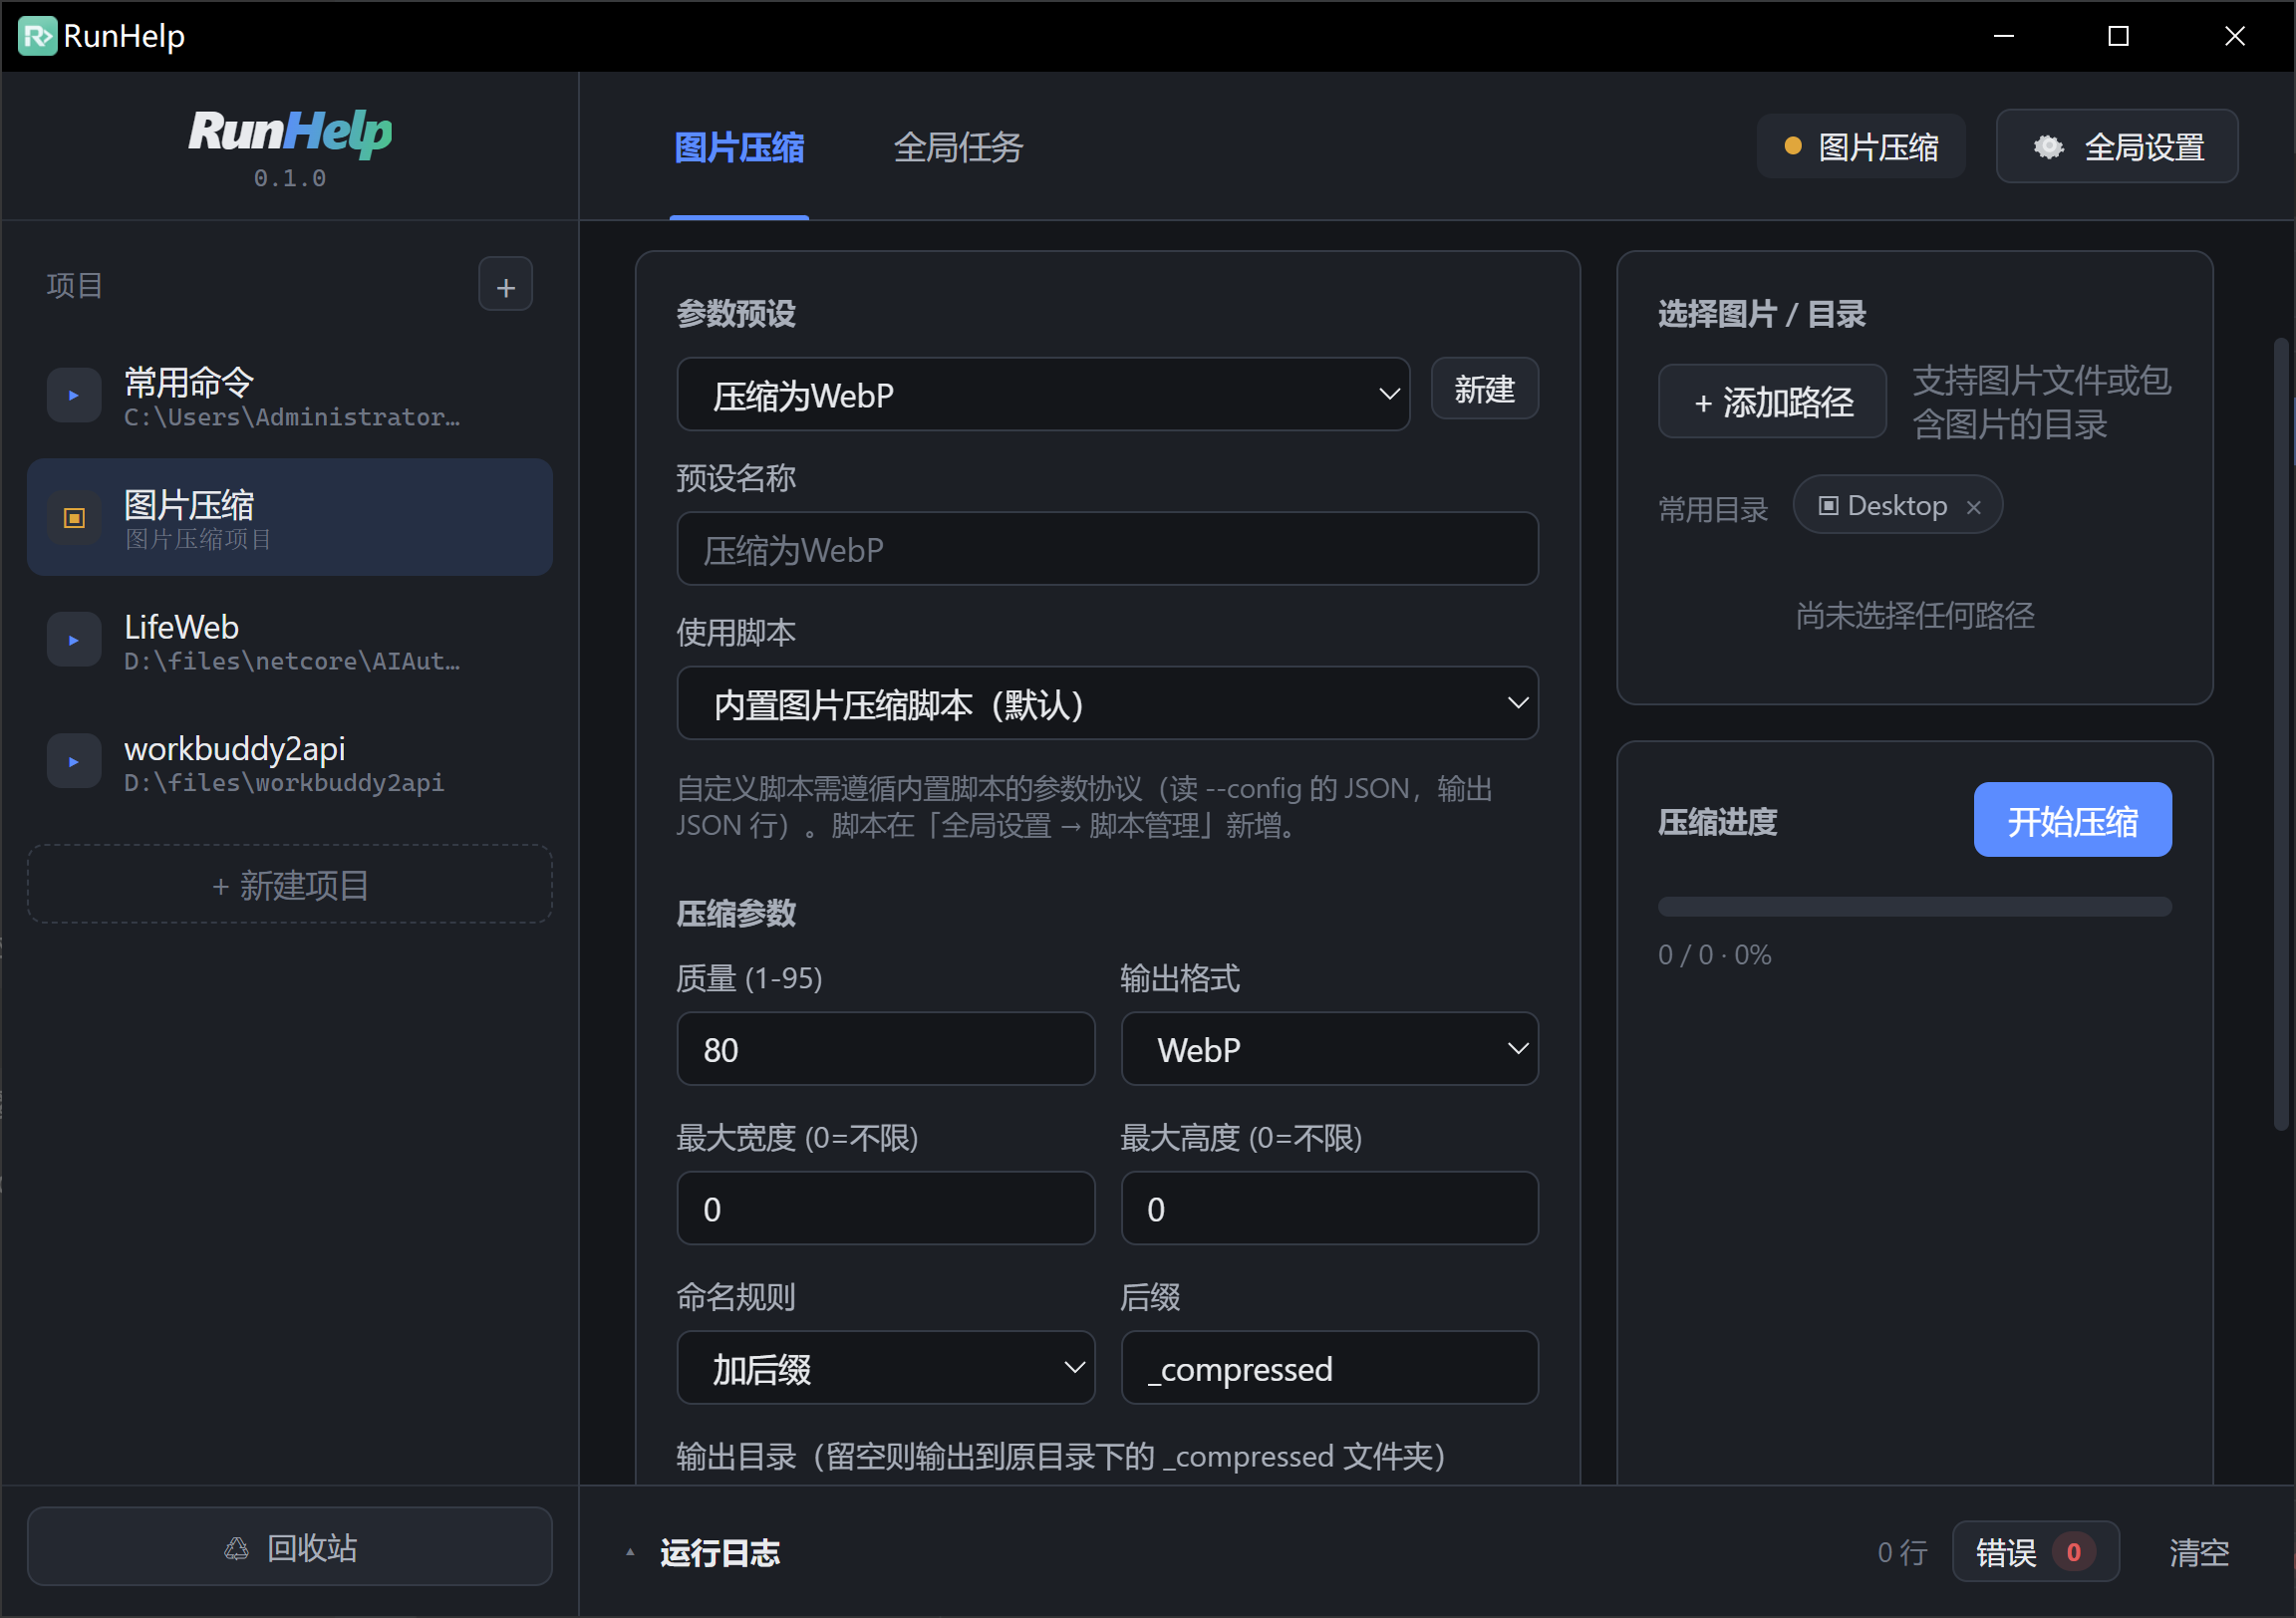 RunHelp
RunHelp
0.1.0
项目
+
常用命令
C:\Users\Administrator…
图片压缩
图片压缩项目
LifeWeb
D:\files\netcore\AIAut…
workbuddy2api
D:\files\workbuddy2api
+ 新建项目
回收站
图片压缩
全局任务
图片压缩
全局设置
参数预设
压缩为WebP
新建
预设名称
压缩为WebP
使用脚本
内置图片压缩脚本（默认）
自定义脚本需遵循内置脚本的参数协议（读 --config 的 JSON，输出
JSON 行）。脚本在「全局设置 → 脚本管理」新增。
压缩参数
质量 (1-95)
输出格式
80
WebP
最大宽度 (0=不限)
最大高度 (0=不限)
0
0
命名规则
后缀
加后缀
_compressed
输出目录（留空则输出到原目录下的 _compressed 文件夹）
选择图片 / 目录
+ 添加路径
支持图片文件或包
含图片的目录
常用目录
Desktop ×
尚未选择任何路径
压缩进度
开始压缩
0 / 0 · 0%
运行日志
0 行
错误 0
清空